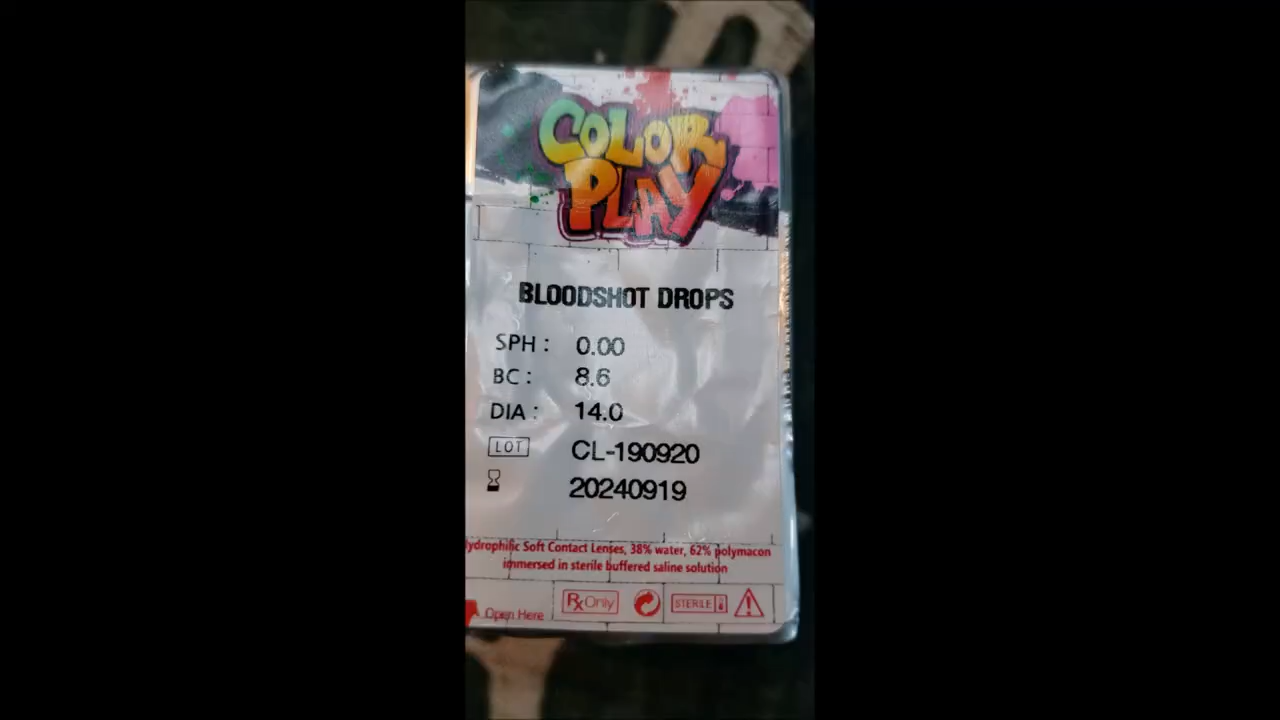 COLOR
PLAY
BLOODSHOT DROPS
SPH : 0.00
BC : 8.6
DIA : 14.0
LOT CL-190920
20240919
ydrophilic Soft Contact Lenses, 38% water, 62% polymacon
immersed in sterile buffered saline solution
Open Here
Rx Only
STERILE